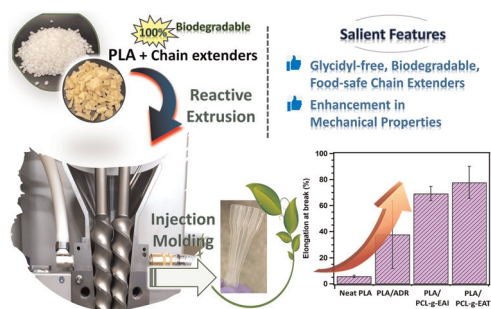 100%
Biodegradable
PLA + Chain extenders
Reactive
Extrusion
Injection
Molding
Salient Features
Glycidyl-free, Biodegradable,
Food-safe Chain Extenders
Enhancement in
Mechanical Properties
Elongation at break (%)
100
80
60
40
20
0
Neat PLA
PLA/ADR
PLA/
PCL-g-EAI
PLA/
PCL-g-EAT